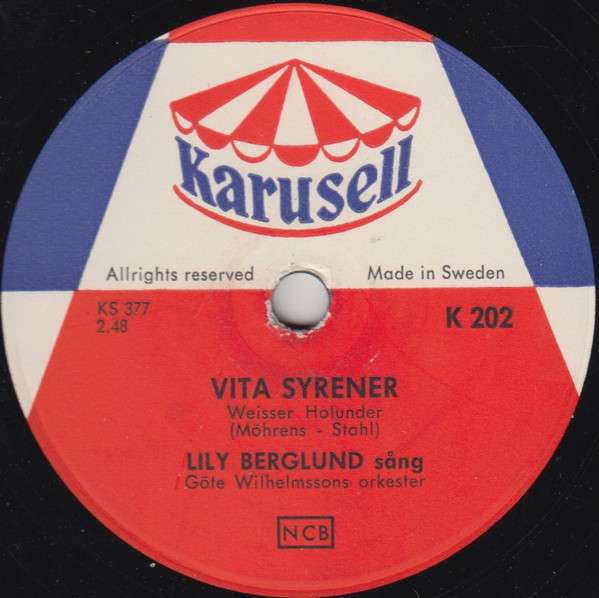 Karusell
Allrights reserved
Made in Sweden
KS 377
2.48
K 202
VITA SYRENER
Weisser Holunder
(Möhrens - Stahl)
LILY BERGLUND sång
Göte Wilhelmssons orkester
NCB